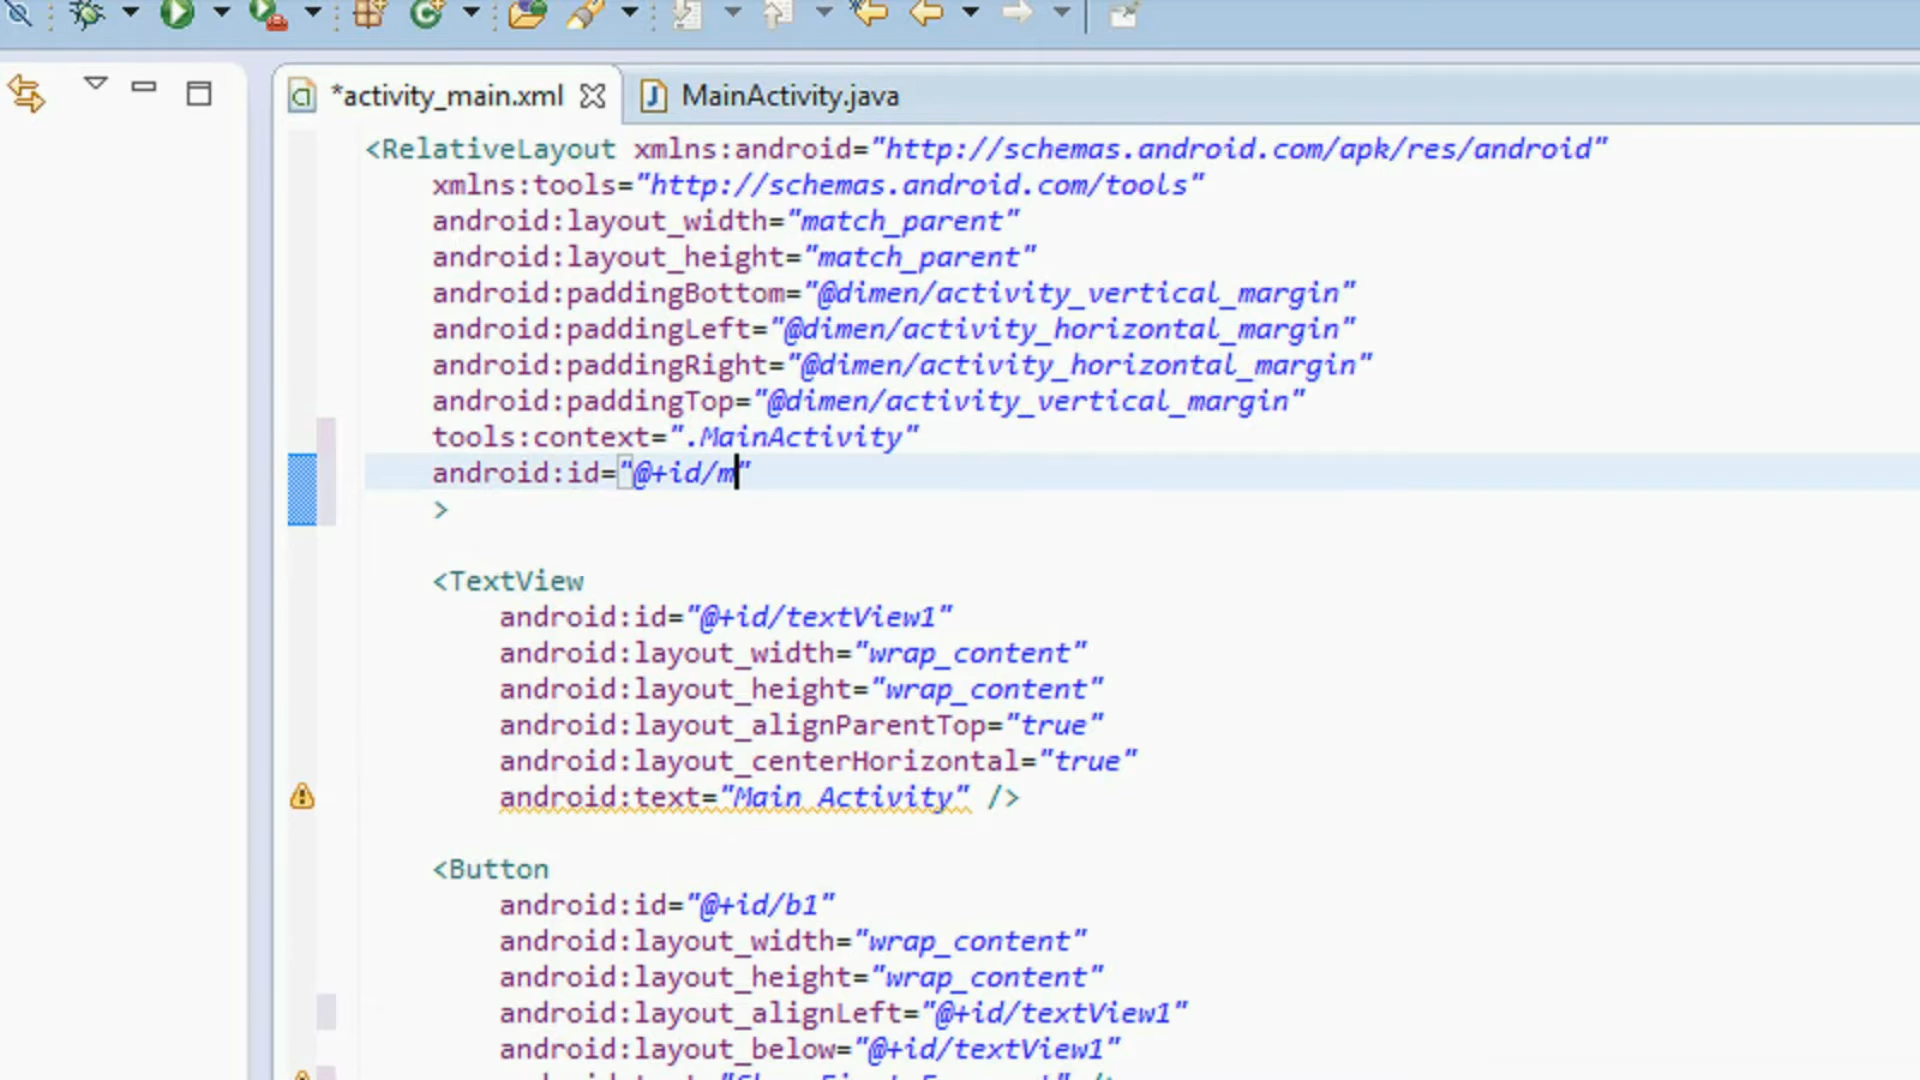 *activity_main.xml
MainActivity.java
<RelativeLayout xmlns:android="http://schemas.android.com/apk/res/android"
xmlns:tools="http://schemas.android.com/tools"
android:layout_width="match_parent"
android:layout_height="match_parent"
android:paddingBottom="@dimen/activity_vertical_margin"
android:paddingLeft="@dimen/activity_horizontal_margin"
android:paddingRight="@dimen/activity_horizontal_margin"
android:paddingTop="@dimen/activity_vertical_margin"
tools:context=".MainActivity"
android:id="@+id/m"
>
<TextView
android:id="@+id/textView1"
android:layout_width="wrap_content"
android:layout_height="wrap_content"
android:layout_alignParentTop="true"
android:layout_centerHorizontal="true"
android:text="Main Activity" />
<Button
android:id="@+id/b1"
android:layout_width="wrap_content"
android:layout_height="wrap_content"
android:layout_alignLeft="@+id/textView1"
android:layout_below="@+id/textView1"